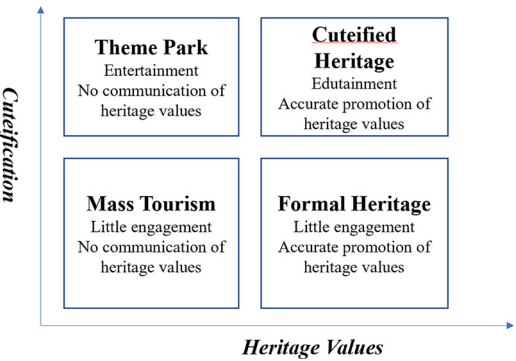 Cuteification
Theme Park
Entertainment
No communication of
heritage values
Cuteified
Heritage
Edutainment
Accurate promotion of
heritage values
Mass Tourism
Little engagement
No communication of
heritage values
Formal Heritage
Little engagement
Accurate promotion of
heritage values
Heritage Values